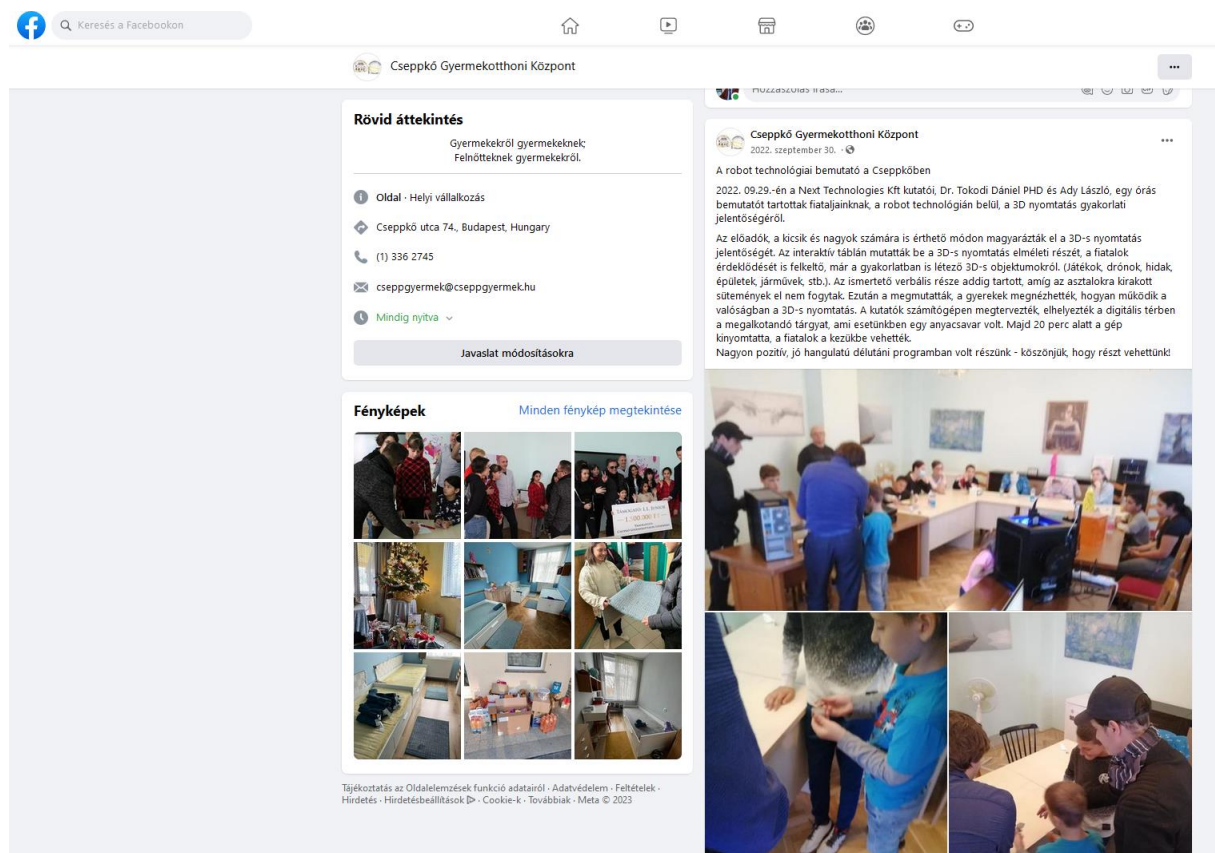 Keresés a Facebookon
Cseppkő Gyermekotthoni Központ
Rövid áttekintés
Gyermekekről gyermekeknek;
Felnőtteknek gyermekekről.
Oldal · Helyi vállalkozás
Cseppkő utca 74., Budapest, Hungary
(1) 336 2745
cseppgyermek@cseppgyermek.hu
Mindig nyitva
Javaslat módosításokra
Fényképek
Minden fénykép megtekintése
1.500.000 Ft
Tájékoztatás az Oldalelemzések funkció adatairól · Adatvédelem · Feltételek ·
Hirdetés · Hirdetésbeállítások · Cookie-k · Továbbiak · Meta © 2023
Hozzászólás írása...
Cseppkő Gyermekotthoni Központ
2022. szeptember 30. ·
A robot technológiai bemutató a Cseppkőben
2022. 09.29.-én a Next Technologies Kft kutatói, Dr. Tokodi Dániel PHD és Ady László, egy órás
bemutatót tartottak fiataljainknak, a robot technológián belül, a 3D nyomtatás gyakorlati
jelentőségéről.
Az előadók, a kicsik és nagyok számára is érthető módon magyarázták el a 3D-s nyomtatás
jelentőségét. Az interaktív táblán mutatták be a 3D-s nyomtatás elméleti részét, a fiatalok
érdeklődését is felkeltő, már a gyakorlatban is létező 3D-s objektumokról. (Játékok, drónok, hidak,
épületek, járművek, stb.). Az ismertető verbális része addig tartott, amíg az asztalokra kirakott
sütemények el nem fogytak. Ezután a megmutatták, a gyerekek megnézhették, hogyan működik a
valóságban a 3D-s nyomtatás. A kutatók számítógépen megtervezték, elhelyezték a digitális térben
a megalkotandó tárgyat, ami esetünkben egy anyacsavar volt. Majd 20 perc alatt a gép
kinyomtatta, a fiatalok a kezükbe vehették.
Nagyon pozitív, jó hangulatú délutáni programban volt részünk - köszönjük, hogy részt vehettünk!